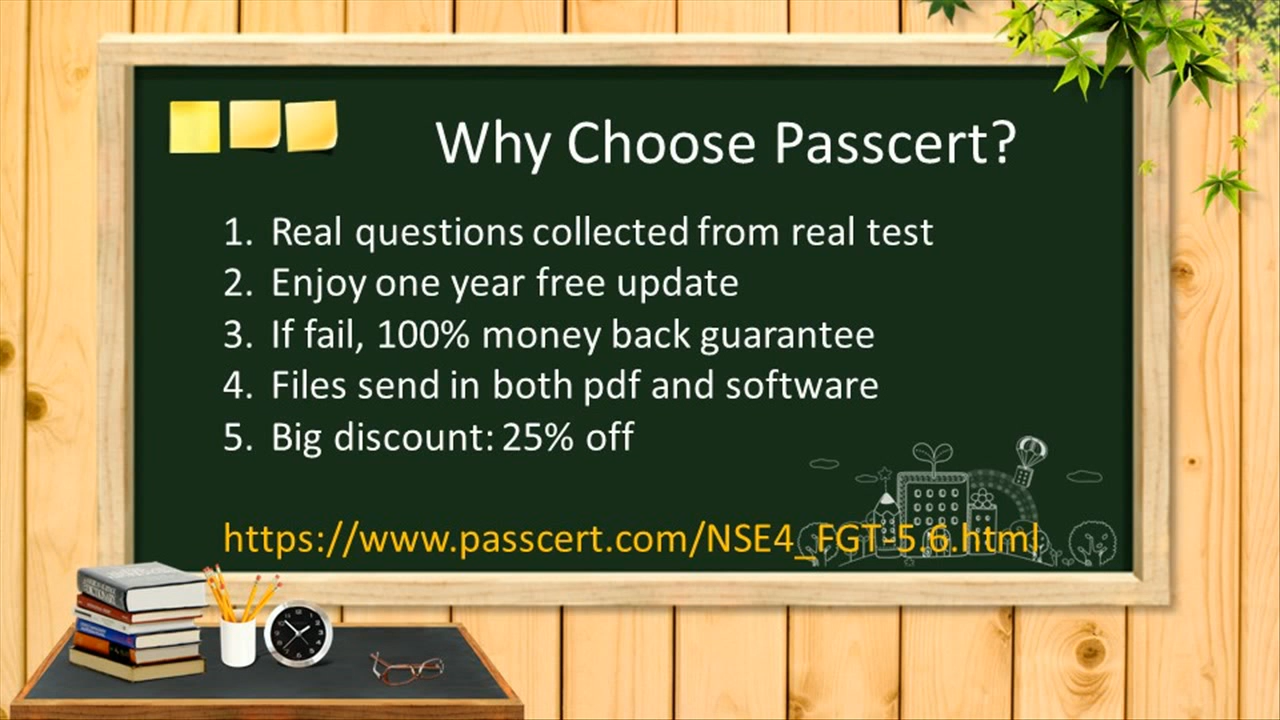 Why Choose Passcert?
1. Real questions collected from real test
2. Enjoy one year free update
3. If fail, 100% money back guarantee
4. Files send in both pdf and software
5. Big discount: 25% off
https://www.passcert.com/NSE4_FGT-5.6.html